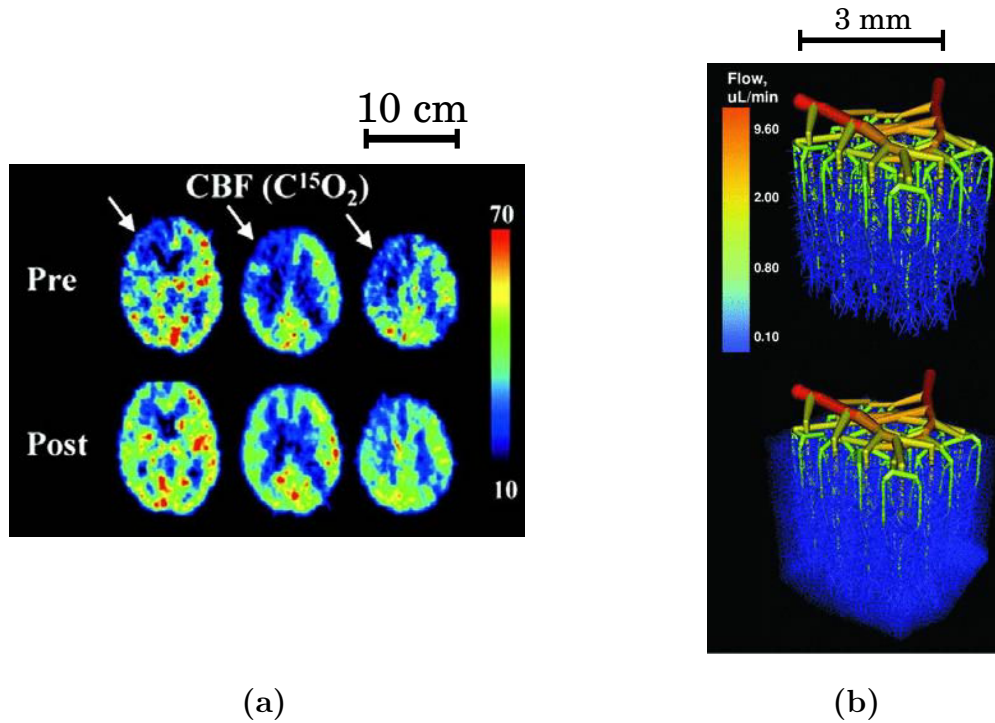 10 cm
CBF (C¹⁵O₂)
70
Pre
Post
10
(a)
3 mm
Flow,
uL/min
9.60
2.00
0.80
0.10
(b)